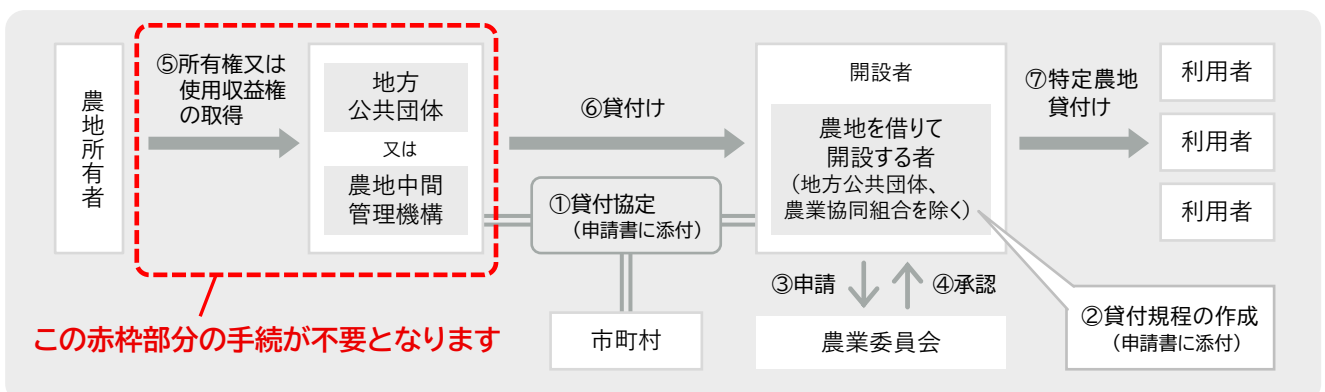 農地所有者
⑤所有権又は
使用収益権
の取得
地方
公共団体
又は
農地中間
管理機構
⑥貸付け
①貸付協定
（申請書に添付）
市町村
開設者
農地を借りて
開設する者
（地方公共団体、
農業協同組合を除く）
③申請
④承認
農業委員会
⑦特定農地
貸付け
利用者
利用者
利用者
②貸付規程の作成
（申請書に添付）
この赤枠部分の手続が不要となります